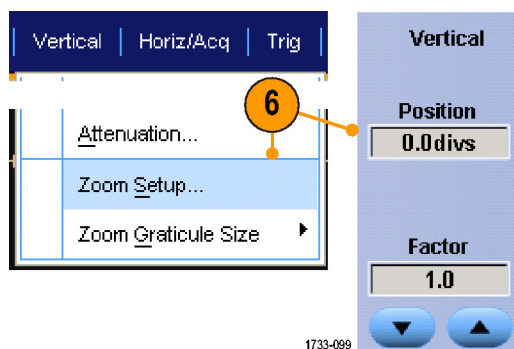 Vertical | Horiz/Acq | Trig
6
Attenuation...
Zoom Setup...
Zoom Graticule Size
Vertical
Position
0.0divs
Factor
1.0
1733-099